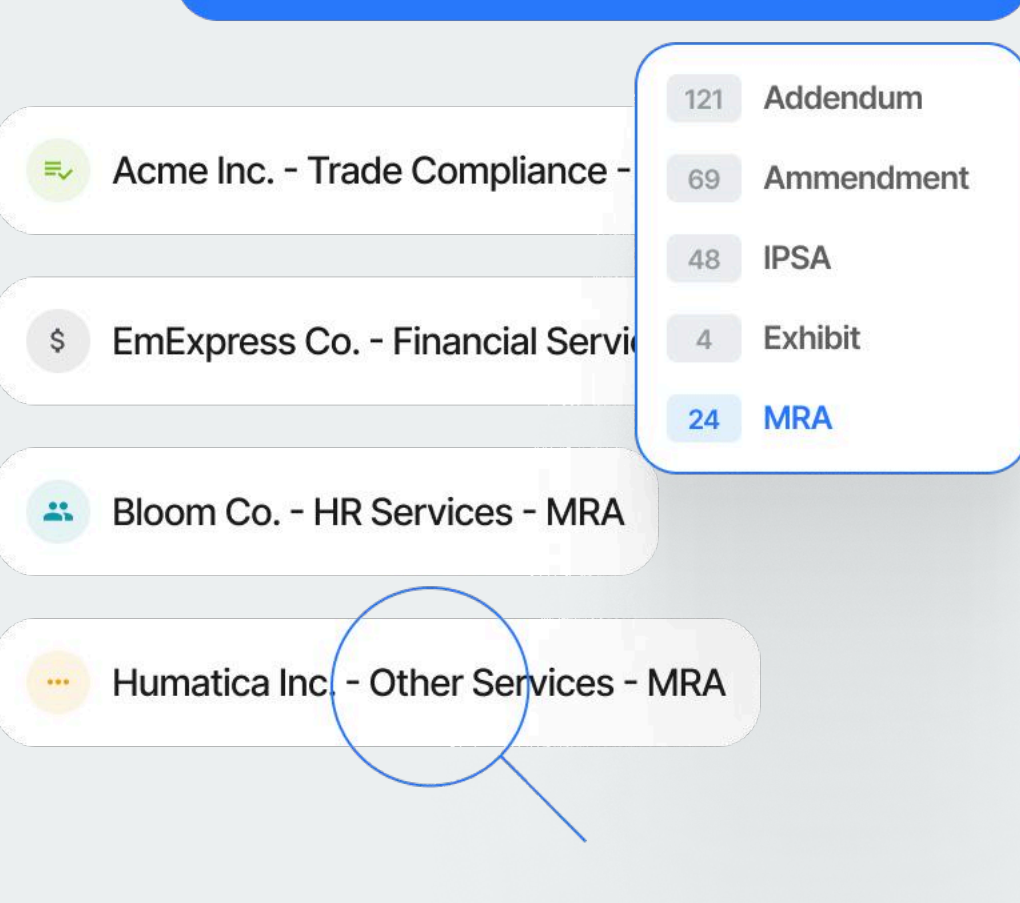 Acme Inc. - Trade Compliance -
EmExpress Co. - Financial
Bloom Co. - HR Services - MRA
Humatica Inc. - Other Services - MRA
121 Addendum
69 Ammendment
48 IPSA
4 Exhibit
24 MRA